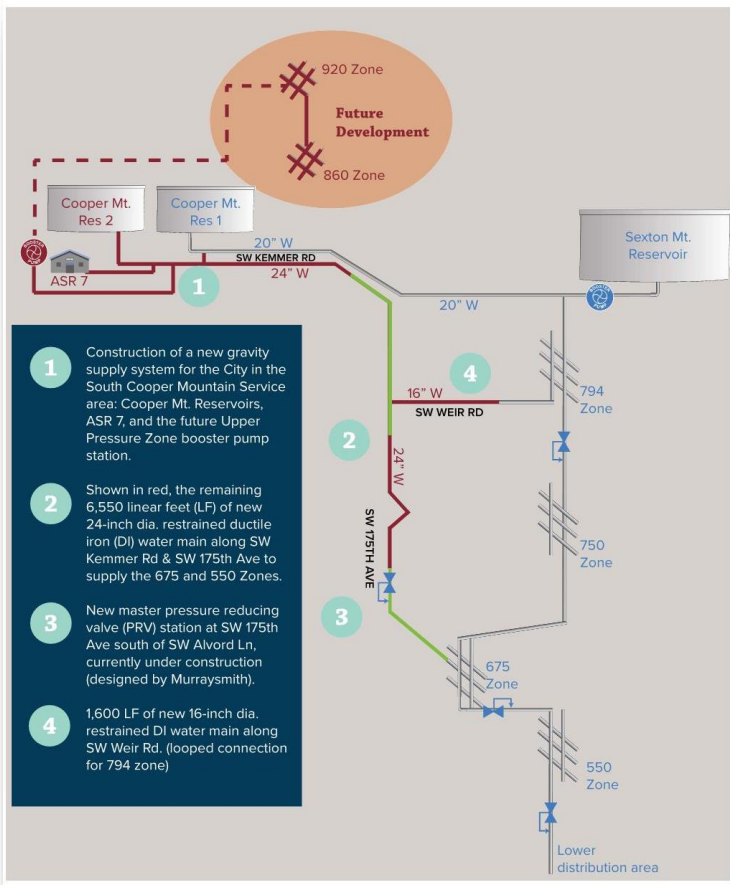 920 Zone
Future
Development
860 Zone
Cooper Mt.
Res 2
Cooper Mt.
Res 1
Sexton Mt.
Reservoir
BOOSTER
PUMP
ASR 7
20" W
SW KEMMER RD
24" W
1
20" W
BOOSTER
PUMP
16" W
SW WEIR RD
4
794
Zone
2
24" W
SW 175TH AVE
750
Zone
3
675
Zone
550
Zone
Lower
distribution area
1
Construction of a new gravity
supply system for the City in the
South Cooper Mountain Service
area: Cooper Mt. Reservoirs,
ASR 7, and the future Upper
Pressure Zone booster pump
station.
2
Shown in red, the remaining
6,550 linear feet (LF) of new
24-inch dia. restrained ductile
iron (DI) water main along SW
Kemmer Rd & SW 175th Ave to
supply the 675 and 550 Zones.
3
New master pressure reducing
valve (PRV) station at SW 175th
Ave south of SW Alvord Ln,
currently under construction
(designed by Murraysmith).
4
1,600 LF of new 16-inch dia.
restrained DI water main along
SW Weir Rd. (looped connection
for 794 zone)